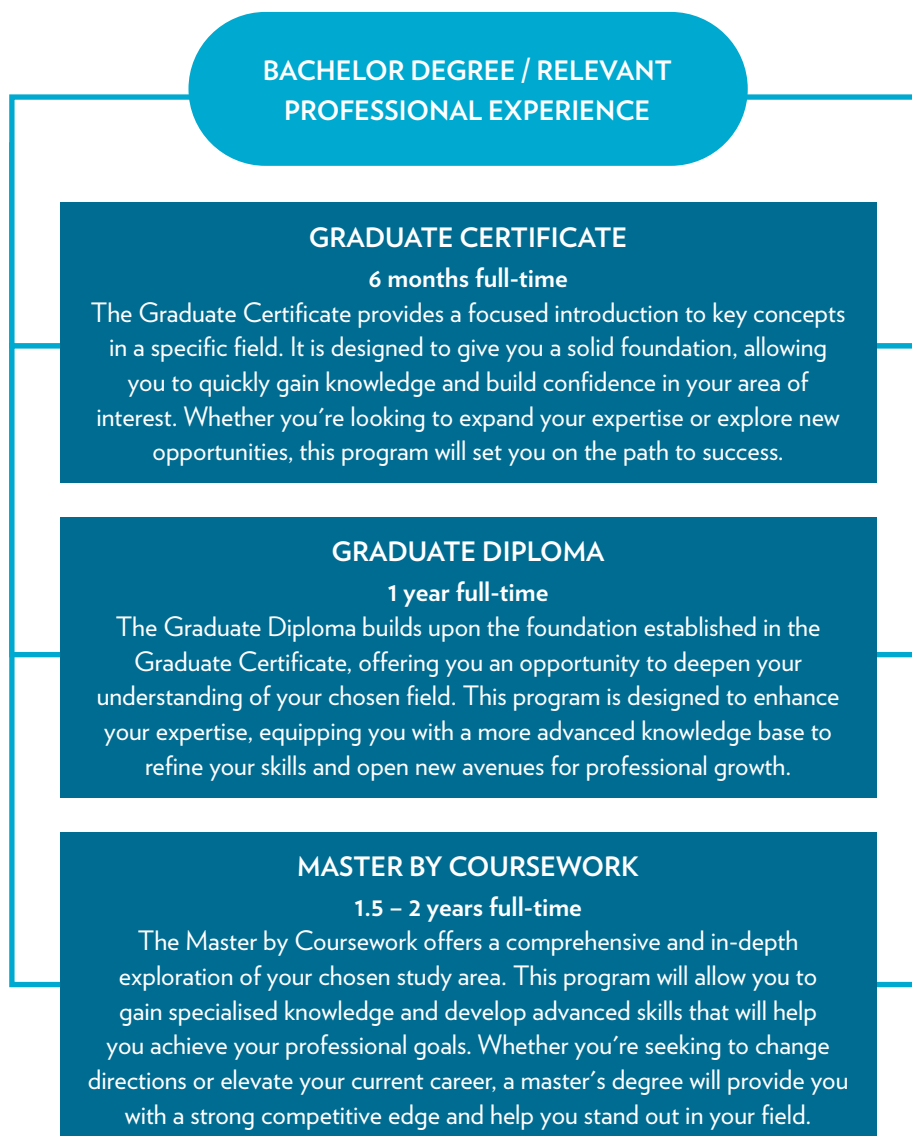 BACHELOR DEGREE / RELEVANT
PROFESSIONAL EXPERIENCE
GRADUATE CERTIFICATE
6 months full-time
The Graduate Certificate provides a focused introduction to key concepts
in a specific field. It is designed to give you a solid foundation, allowing
you to quickly gain knowledge and build confidence in your area of
interest. Whether you're looking to expand your expertise or explore new
opportunities, this program will set you on the path to success.
GRADUATE DIPLOMA
1 year full-time
The Graduate Diploma builds upon the foundation established in the
Graduate Certificate, offering you an opportunity to deepen your
understanding of your chosen field. This program is designed to enhance
your expertise, equipping you with a more advanced knowledge base to
refine your skills and open new avenues for professional growth.
MASTER BY COURSEWORK
1.5 – 2 years full-time
The Master by Coursework offers a comprehensive and in-depth
exploration of your chosen study area. This program will allow you to
gain specialised knowledge and develop advanced skills that will help
you achieve your professional goals. Whether you're seeking to change
directions or elevate your current career, a master's degree will provide you
with a strong competitive edge and help you stand out in your field.